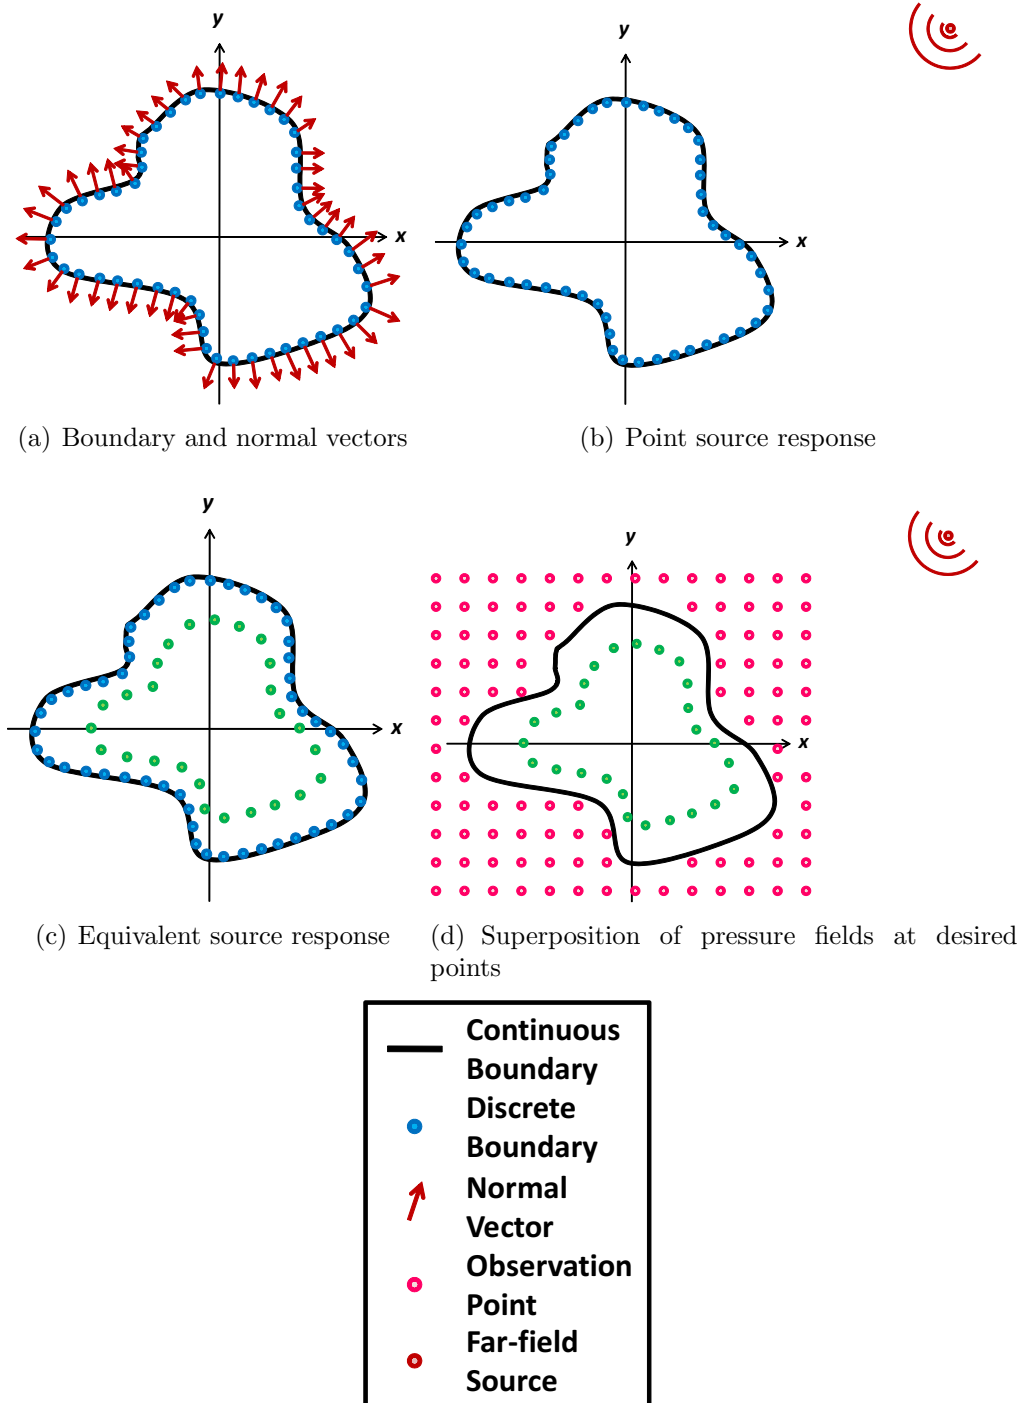 y
x
(a) Boundary and normal vectors
y
x
(b) Point source response
y
x
(c) Equivalent source response
y
x
(d) Superposition of pressure fields at desired
points
Continuous
Boundary
Discrete
Boundary
Normal
Vector
Observation
Point
Far-field
Source